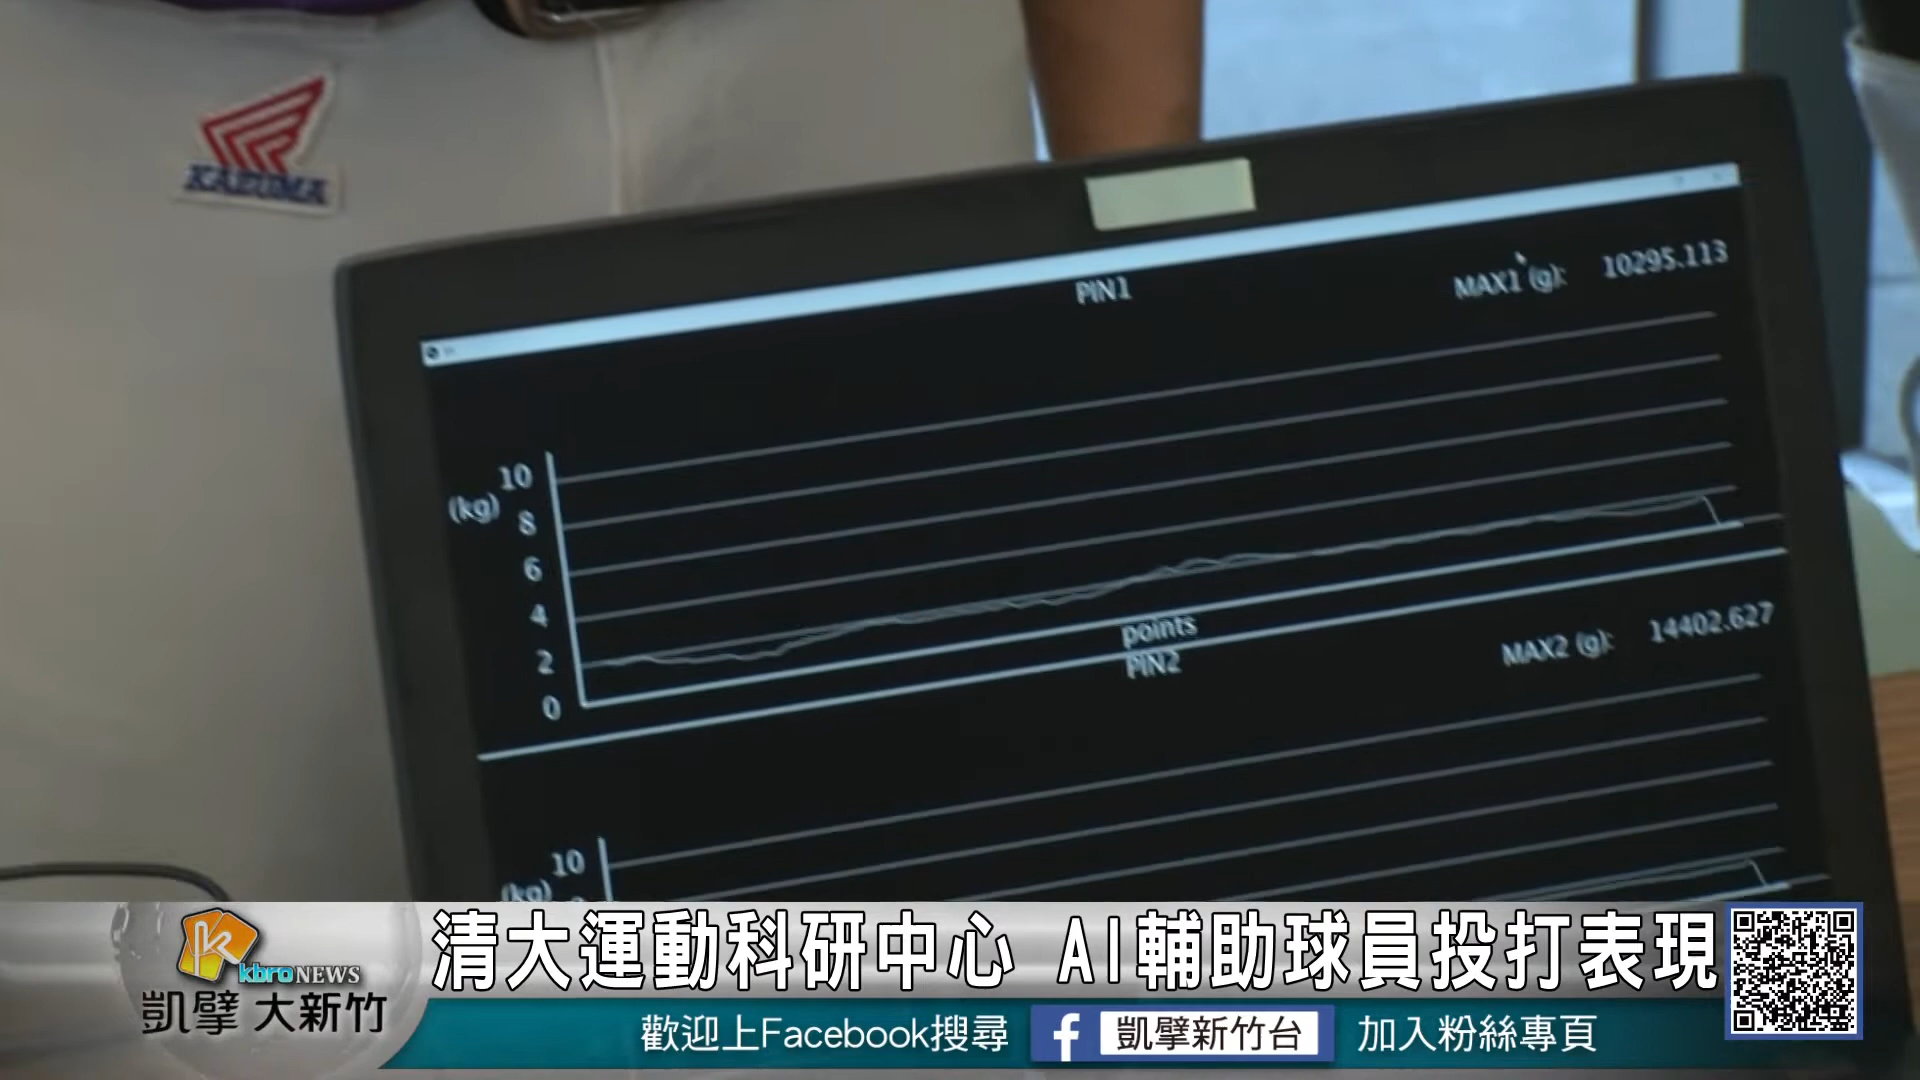 KAZUMA
PIN1
MAX1 (g): 10295.113
10
(kg)
8
6
4
2
0
points
PIN2
MAX2 (g): 14402.627
10
(kg)
kbro NEWS
凱擘 大新竹
清大運動科研中心 AI輔助球員投打表現
歡迎上Facebook搜尋 f 凱擘新竹台 加入粉絲專頁